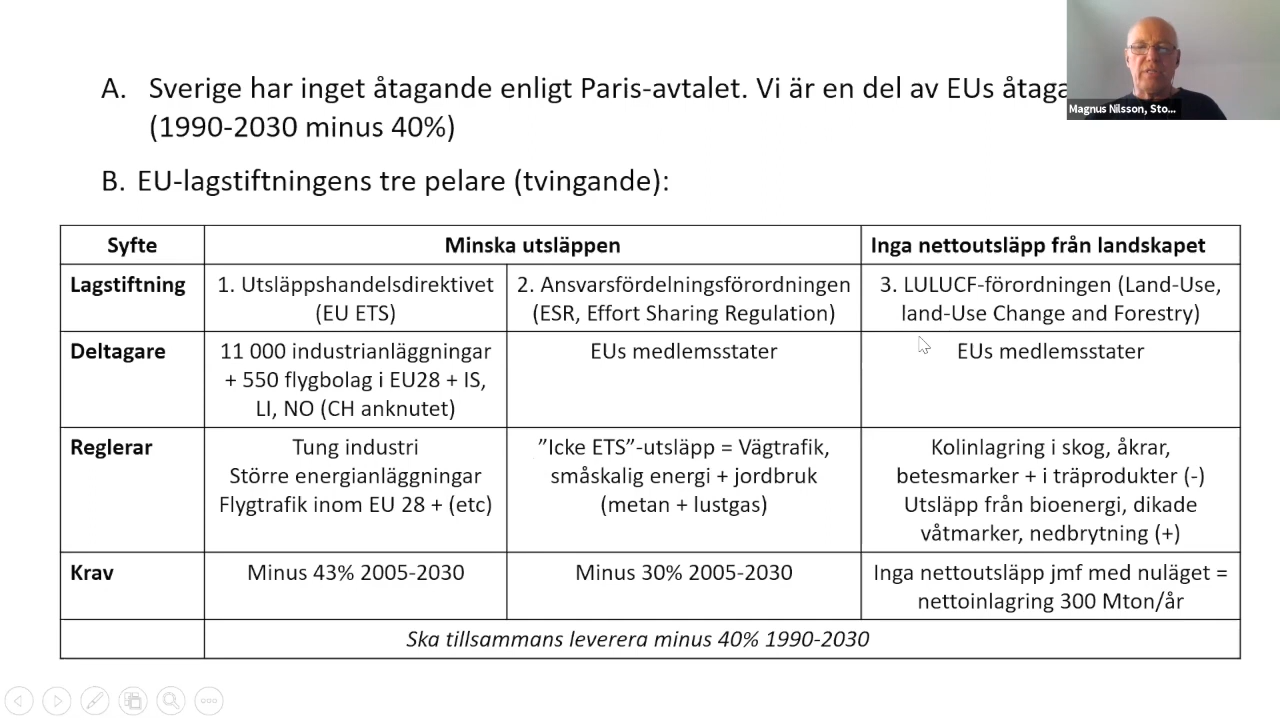 A. Sverige har inget åtagande enligt Paris-avtalet. Vi är en del av EUs
(1990-2030 minus 40%)
Magnus Nilsson, Sto...
B. EU-lagstiftningens tre pelare (tvingande):
Syfte
Minska utsläppen
Inga nettoutsläpp från landskapet
Lagstiftning
1. Utsläppshandelsdirektivet
(EU ETS)
2. Ansvarsfördelningsförordningen
(ESR, Effort Sharing Regulation)
3. LULUCF-förordningen (Land-Use,
land-Use Change and Forestry)
Deltagare
11 000 industrianläggningar
+ 550 flygbolag i EU28 + IS,
LI, NO (CH anknutet)
EUs medlemsstater
EUs medlemsstater
Reglerar
Tung industri
Större energianläggningar
Flygtrafik inom EU 28 + (etc)
”Icke ETS”-utsläpp = Vägtrafik,
småskalig energi + jordbruk
(metan + lustgas)
Kolinlagring i skog, åkrar,
betesmarker + i träprodukter (-)
Utsläpp från bioenergi, dikade
våtmarker, nedbrytning (+)
Krav
Minus 43% 2005-2030
Minus 30% 2005-2030
Inga nettoutsläpp jmf med nuläget =
nettoinlagring 300 Mton/år
Ska tillsammans leverera minus 40% 1990-2030